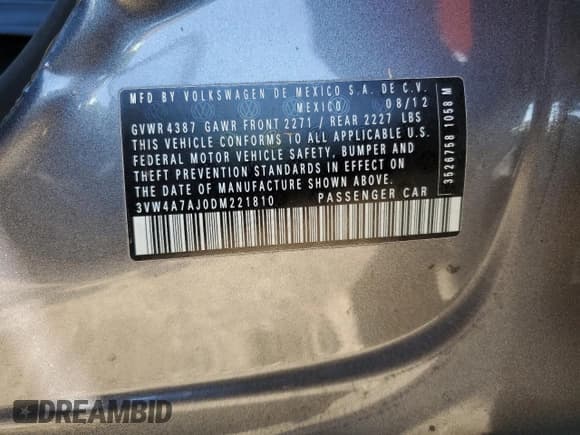 MFD BY VOLKSWAGEN DE MEXICO S.A. DE C.V.
MEXICO 08/12
GVWR 4387 GAWR FRONT 2271 / REAR 2227 LBS
THIS VEHICLE CONFORMS TO ALL APPLICABLE U.S.
FEDERAL MOTOR VEHICLE SAFETY, BUMPER AND
THEFT PREVENTION STANDARDS IN EFFECT ON
THE DATE OF MANUFACTURE SHOWN ABOVE.
3VW4A7AJ0DM221810 PASSENGER CAR
3520758 1058 M
DREAMBID